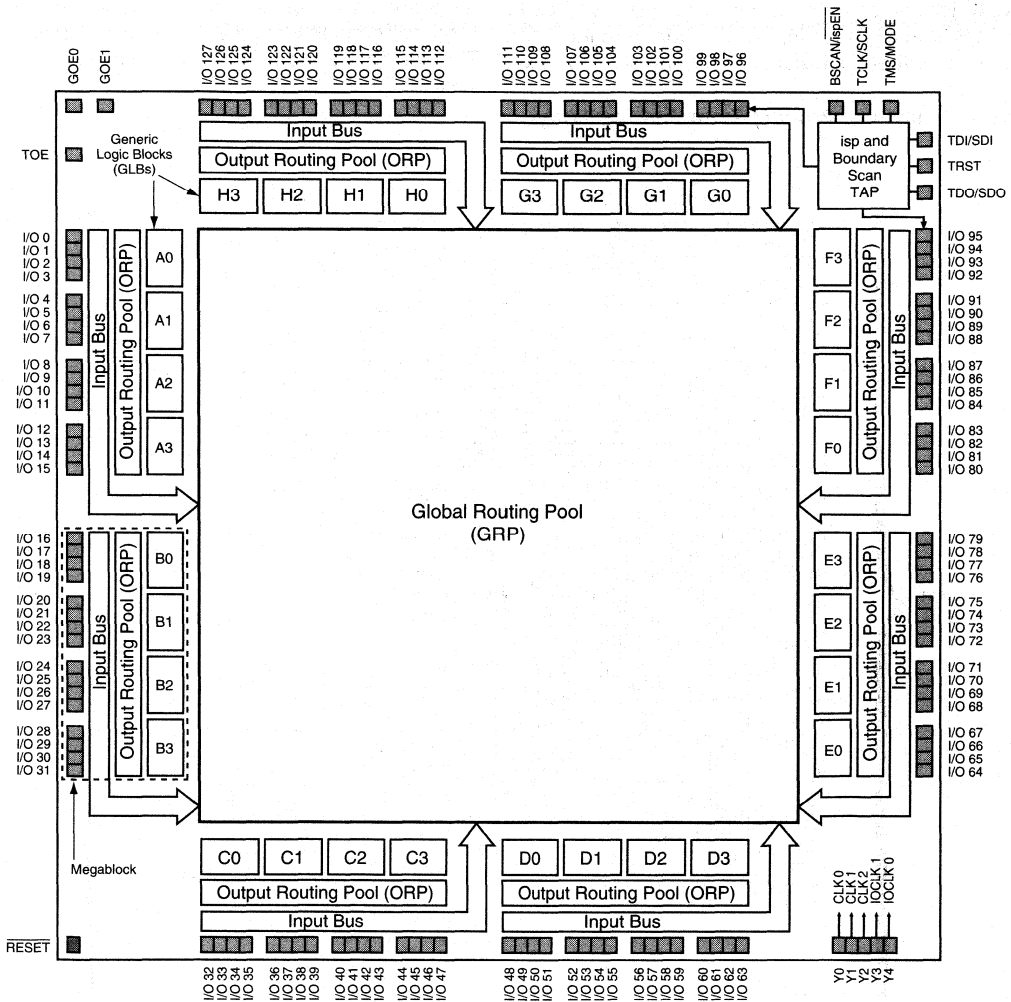 GOE0
GOE1
I/O 127
I/O 126
I/O 125
I/O 124
I/O 123
I/O 122
I/O 121
I/O 120
I/O 119
I/O 118
I/O 117
I/O 116
I/O 115
I/O 114
I/O 113
I/O 112
I/O 111
I/O 110
I/O 109
I/O 108
I/O 107
I/O 106
I/O 105
I/O 104
I/O 103
I/O 102
I/O 101
I/O 100
I/O 99
I/O 98
I/O 97
I/O 96
BSCAN/ispEN
TCLK/SCLK
TMS/MODE
TOE
Generic
Logic Blocks
(GLBs)
Input Bus
Output Routing Pool (ORP)
H3
H2
H1
H0
Input Bus
Output Routing Pool (ORP)
G3
G2
G1
G0
isp and
Boundary
Scan
TAP
TDI/SDI
TRST
TDO/SDO
I/O 0
I/O 1
I/O 2
I/O 3
I/O 4
I/O 5
I/O 6
I/O 7
I/O 8
I/O 9
I/O 10
I/O 11
I/O 12
I/O 13
I/O 14
I/O 15
Input Bus
Output Routing Pool (ORP)
A0
A1
A2
A3
I/O 16
I/O 17
I/O 18
I/O 19
I/O 20
I/O 21
I/O 22
I/O 23
I/O 24
I/O 25
I/O 26
I/O 27
I/O 28
I/O 29
I/O 30
I/O 31
Input Bus
Output Routing Pool (ORP)
B0
B1
B2
B3
Megablock
Global Routing Pool
(GRP)
F3
F2
F1
F0
Output Routing Pool (ORP)
Input Bus
I/O 95
I/O 94
I/O 93
I/O 92
I/O 91
I/O 90
I/O 89
I/O 88
I/O 87
I/O 86
I/O 85
I/O 84
I/O 83
I/O 82
I/O 81
I/O 80
E3
E2
E1
E0
Output Routing Pool (ORP)
Input Bus
I/O 79
I/O 78
I/O 77
I/O 76
I/O 75
I/O 74
I/O 73
I/O 72
I/O 71
I/O 70
I/O 69
I/O 68
I/O 67
I/O 66
I/O 65
I/O 64
C0
C1
C2
C3
Output Routing Pool (ORP)
Input Bus
D0
D1
D2
D3
Output Routing Pool (ORP)
Input Bus
CLK 0
CLK 1
CLK 2
IOCLK 1
IOCLK 0
RESET
I/O 32
I/O 33
I/O 34
I/O 35
I/O 36
I/O 37
I/O 38
I/O 39
I/O 40
I/O 41
I/O 42
I/O 43
I/O 44
I/O 45
I/O 46
I/O 47
I/O 48
I/O 49
I/O 50
I/O 51
I/O 52
I/O 53
I/O 54
I/O 55
I/O 56
I/O 57
I/O 58
I/O 59
I/O 60
I/O 61
I/O 62
I/O 63
Y0
Y1
Y2
Y3
Y4